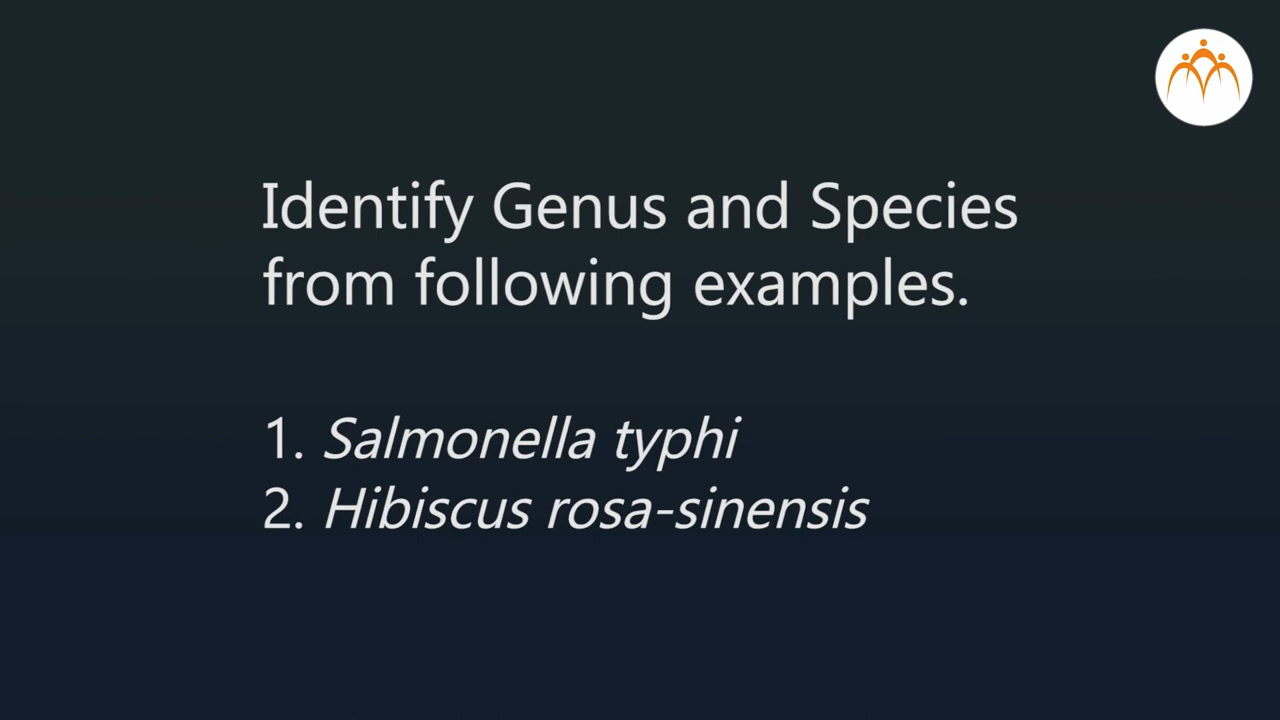 Identify Genus and Species
from following examples.
1. Salmonella typhi
2. Hibiscus rosa-sinensis